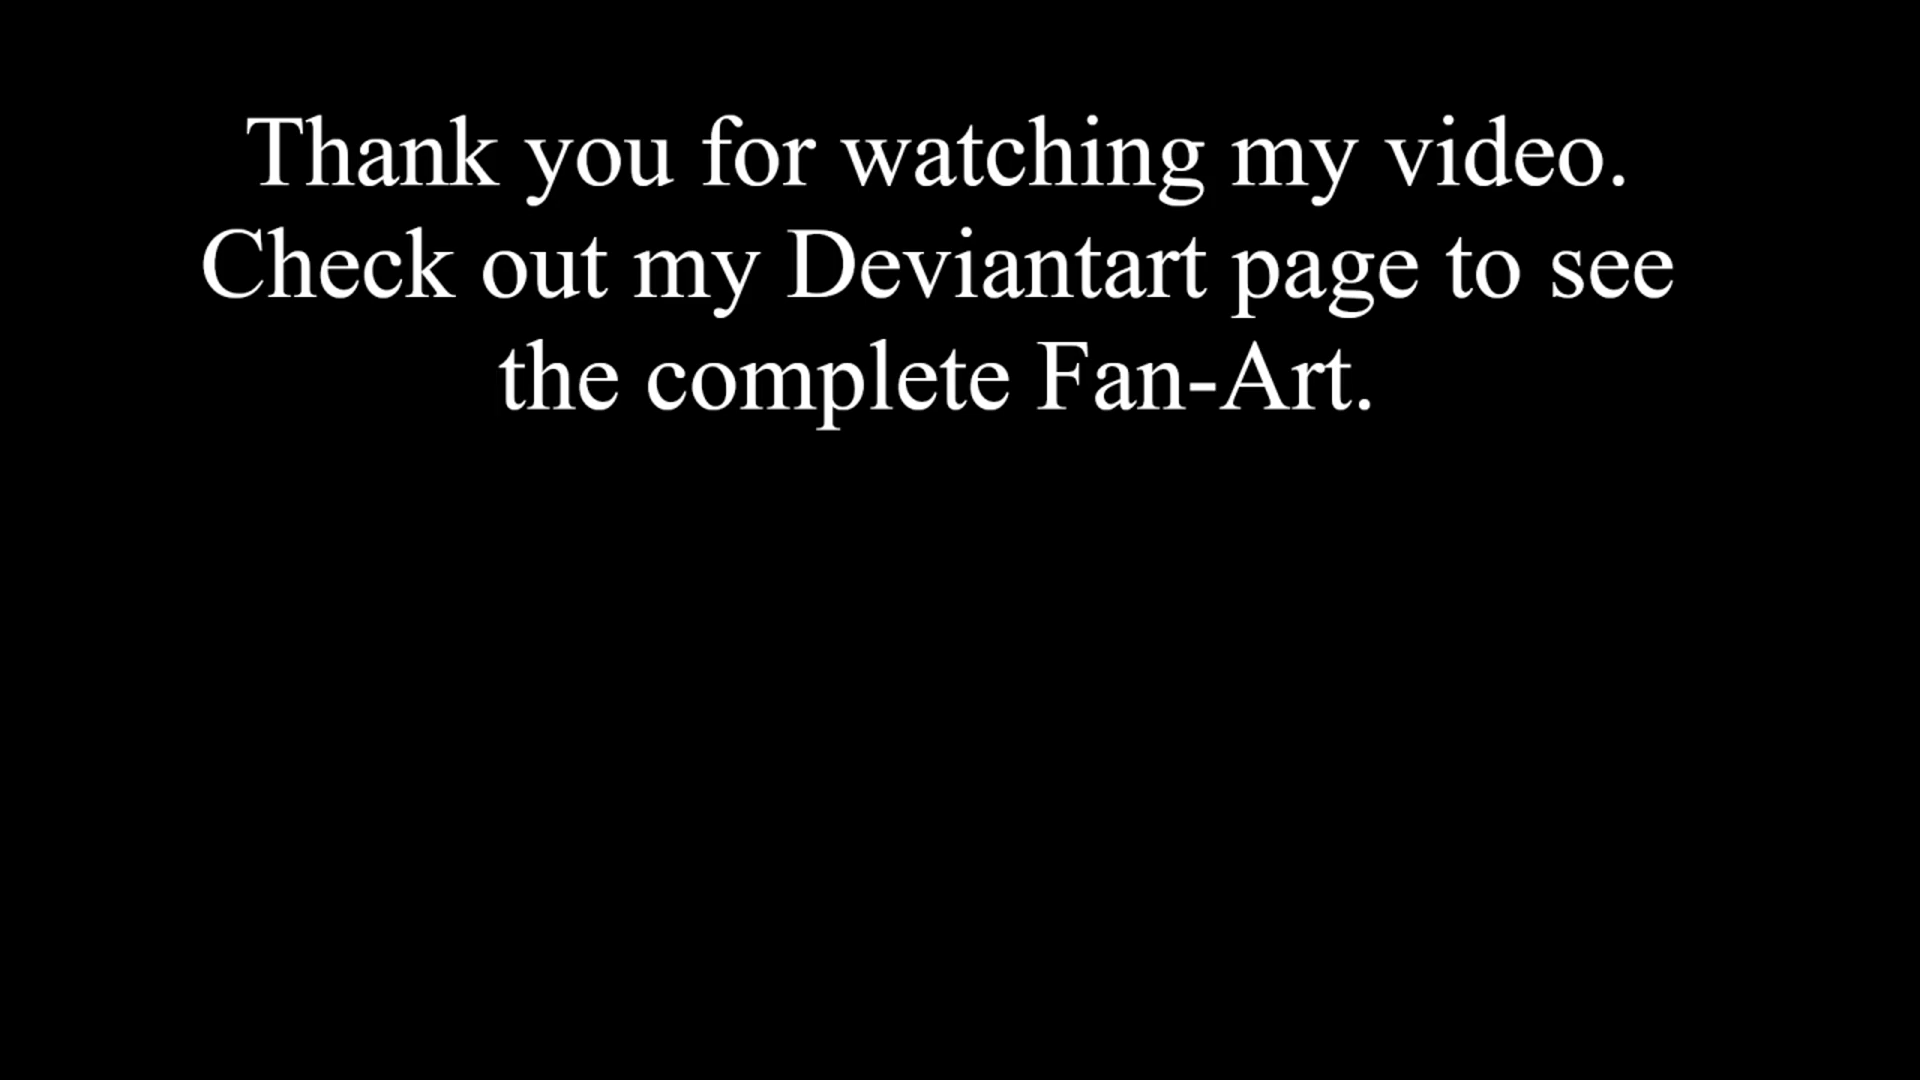 Thank you for watching my video.
Check out my Deviantart page to see
the complete Fan-Art.